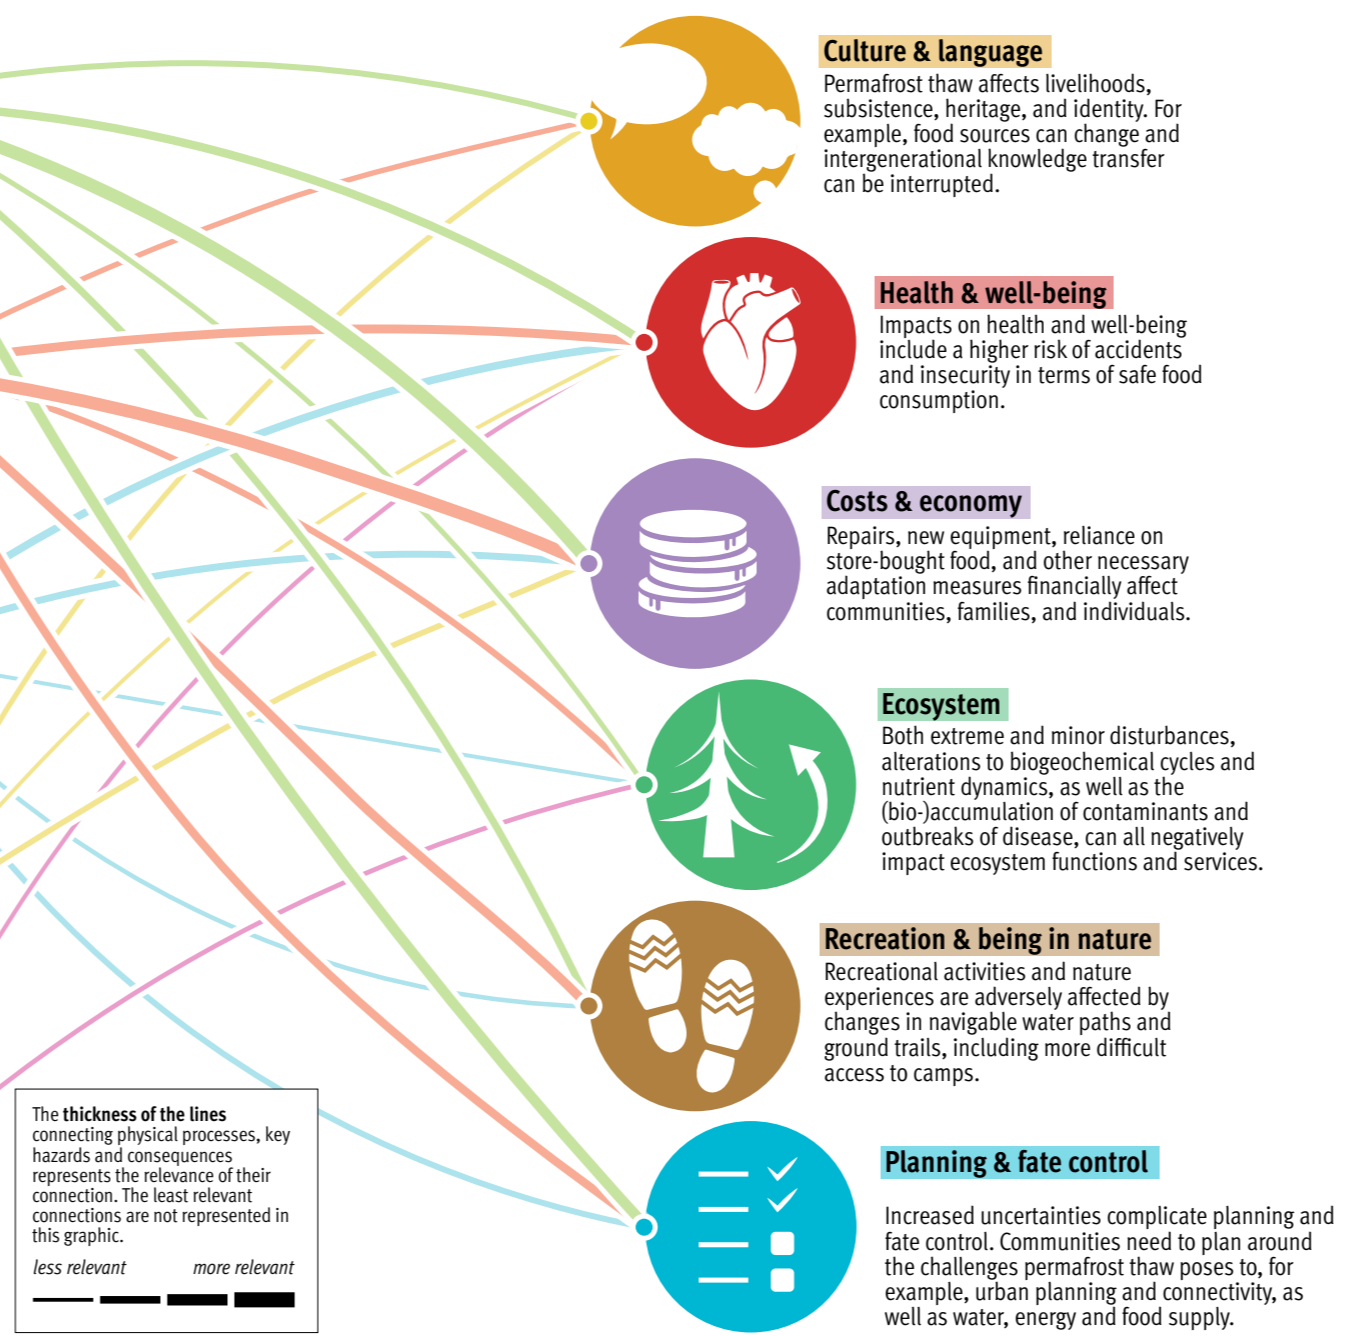 Culture & language
Permafrost thaw affects livelihoods,
subsistence, heritage, and identity. For
example, food sources can change and
intergenerational knowledge transfer
can be interrupted.
Health & well-being
Impacts on health and well-being
include a higher risk of accidents
and insecurity in terms of safe food
consumption.
Costs & economy
Repairs, new equipment, reliance on
store-bought food, and other necessary
adaptation measures financially affect
communities, families, and individuals.
Ecosystem
Both extreme and minor disturbances,
alterations to biogeochemical cycles and
nutrient dynamics, as well as the
(bio-)accumulation of contaminants and
outbreaks of disease, can all negatively
impact ecosystem functions and services.
Recreation & being in nature
Recreational activities and nature
experiences are adversely affected by
changes in navigable water paths and
ground trails, including more difficult
access to camps.
Planning & fate control
Increased uncertainties complicate planning and
fate control. Communities need to plan around
the challenges permafrost thaw poses to, for
example, urban planning and connectivity, as
well as water, energy and food supply.
The thickness of the lines
connecting physical processes, key
hazards and consequences
represents the relevance of their
connection. The least relevant
connections are not represented in
this graphic.
less relevant more relevant